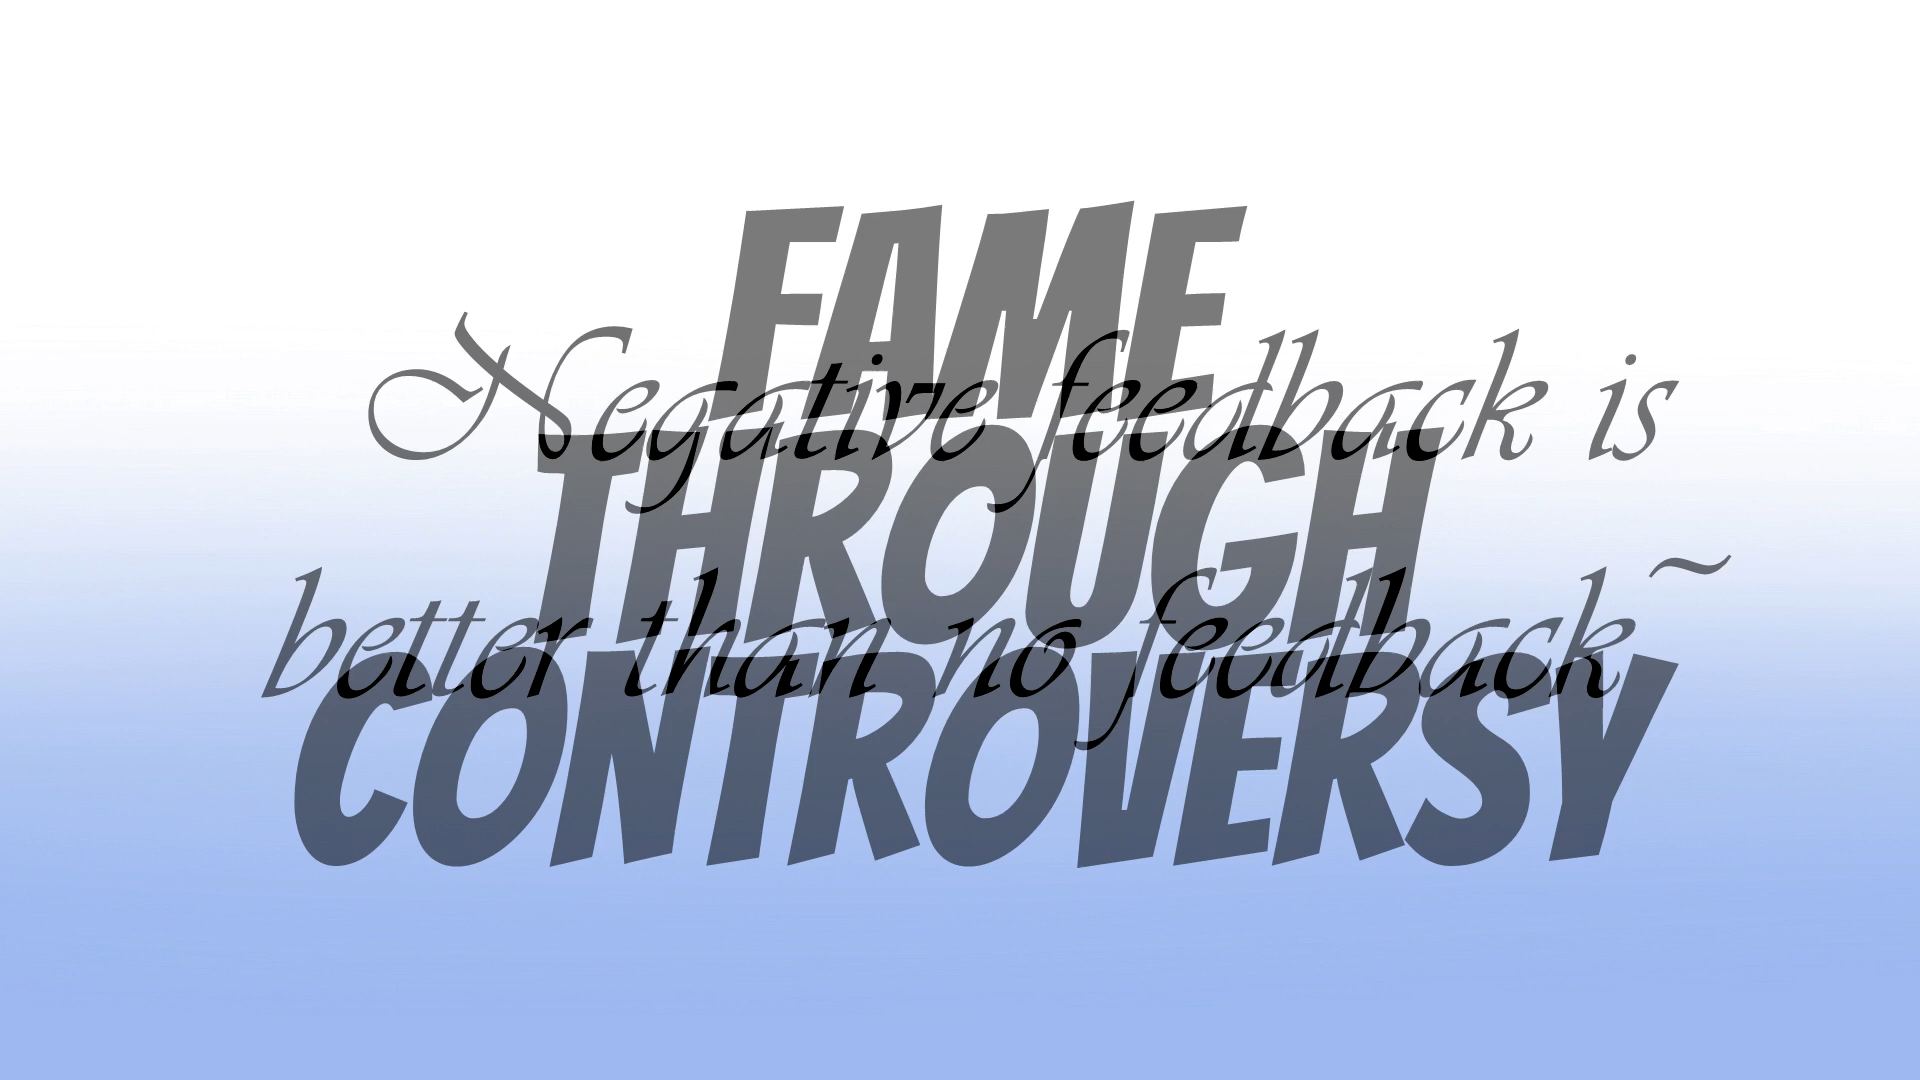 FAME
THROUGH
CONTROVERSY
Negative feedback is
better than no feedback~